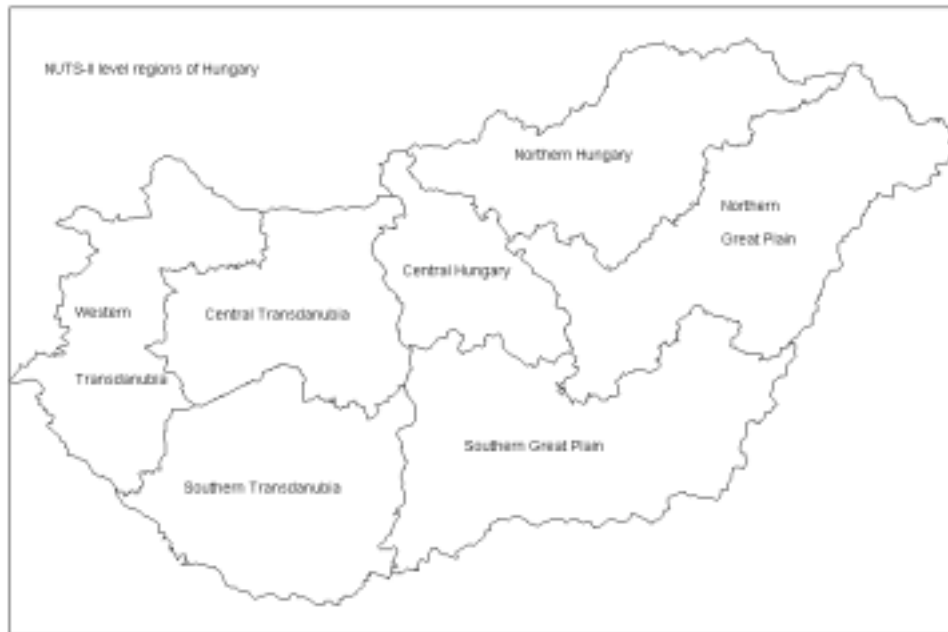 NUTS-II level regions of Hungary
Northern Hungary
Northern
Great Plain
Central Hungary
Western
Central Transdanubia
Transdanubia
Southern Great Plain
Southern Transdanubia